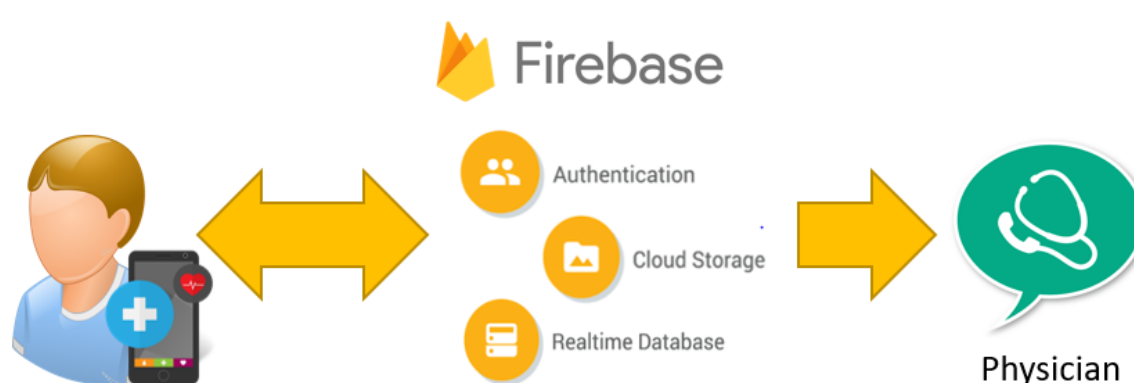 Firebase
Authentication
Cloud Storage
Realtime Database
Physician